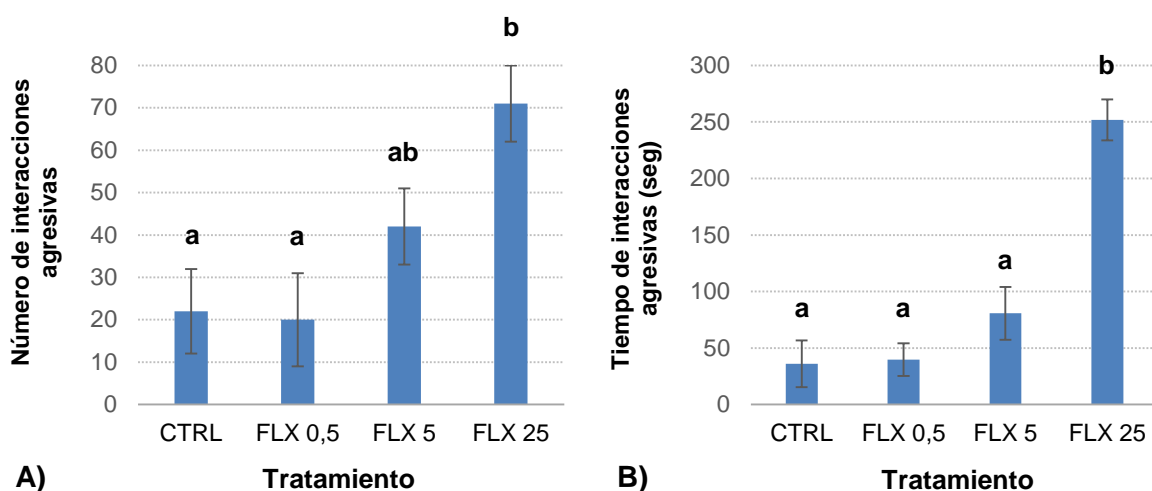 Número de interacciones
agresivas
80
70
60
50
40
30
20
10
0
a
a
ab
b
CTRL FLX 0,5 FLX 5 FLX 25
A) Tratamiento
Tiempo de interacciones
agresivas (seg)
300
250
200
150
100
50
0
a
a
a
b
CTRL FLX 0,5 FLX 5 FLX 25
B) Tratamiento